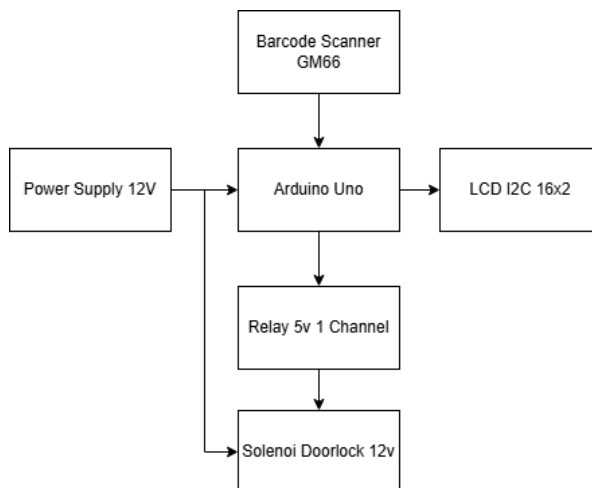 Barcode Scanner
GM66
Power Supply 12V
Arduino Uno
LCD I2C 16x2
Relay 5v 1 Channel
Solenoi Doorlock 12v